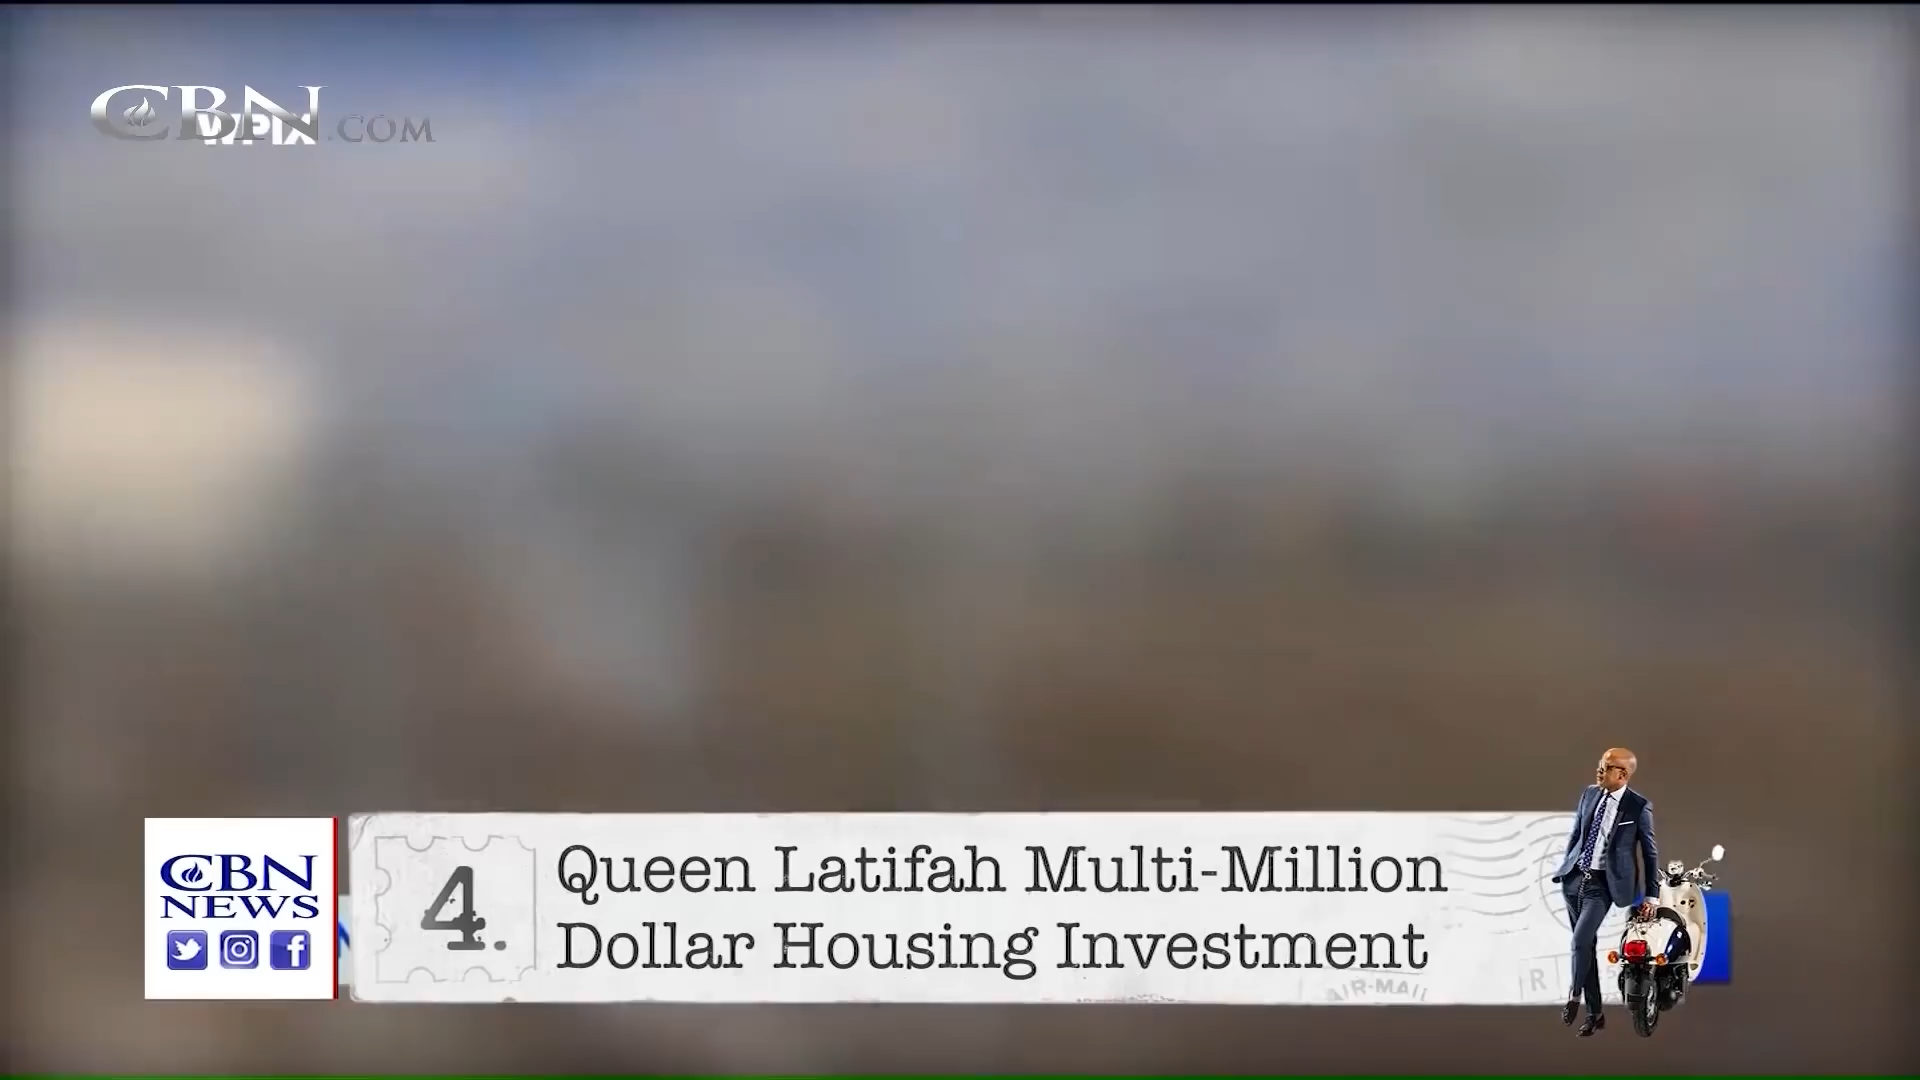 CBN.COM
WPIX
CBN
NEWS
4.
Queen Latifah Multi-Million
Dollar Housing Investment
AIR-MAIL
R